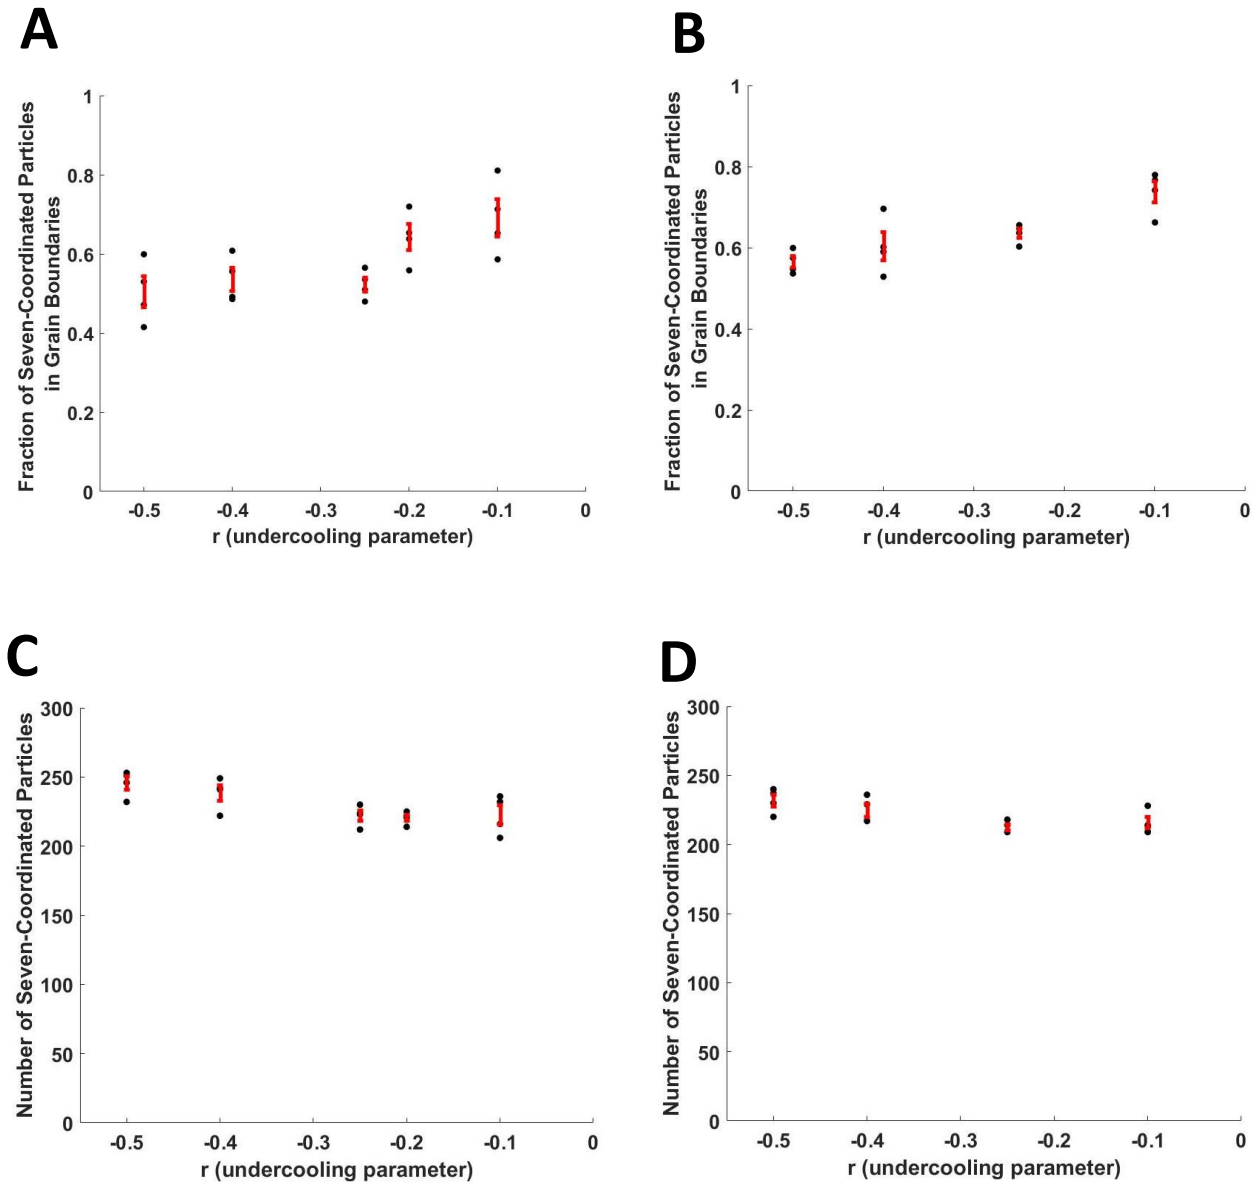 A
Fraction of Seven-Coordinated Particles
in Grain Boundaries
1
0.8
0.6
0.4
0.2
0
-0.5 -0.4 -0.3 -0.2 -0.1 0
r (undercooling parameter)
B
Fraction of Seven-Coordinated Particles
in Grain Boundaries
1
0.8
0.6
0.4
0.2
0
-0.5 -0.4 -0.3 -0.2 -0.1 0
r (undercooling parameter)
C
Number of Seven-Coordinated Particles
300
250
200
150
100
50
0
-0.5 -0.4 -0.3 -0.2 -0.1 0
r (undercooling parameter)
D
Number of Seven-Coordinated Particles
300
250
200
150
100
50
0
-0.5 -0.4 -0.3 -0.2 -0.1 0
r (undercooling parameter)